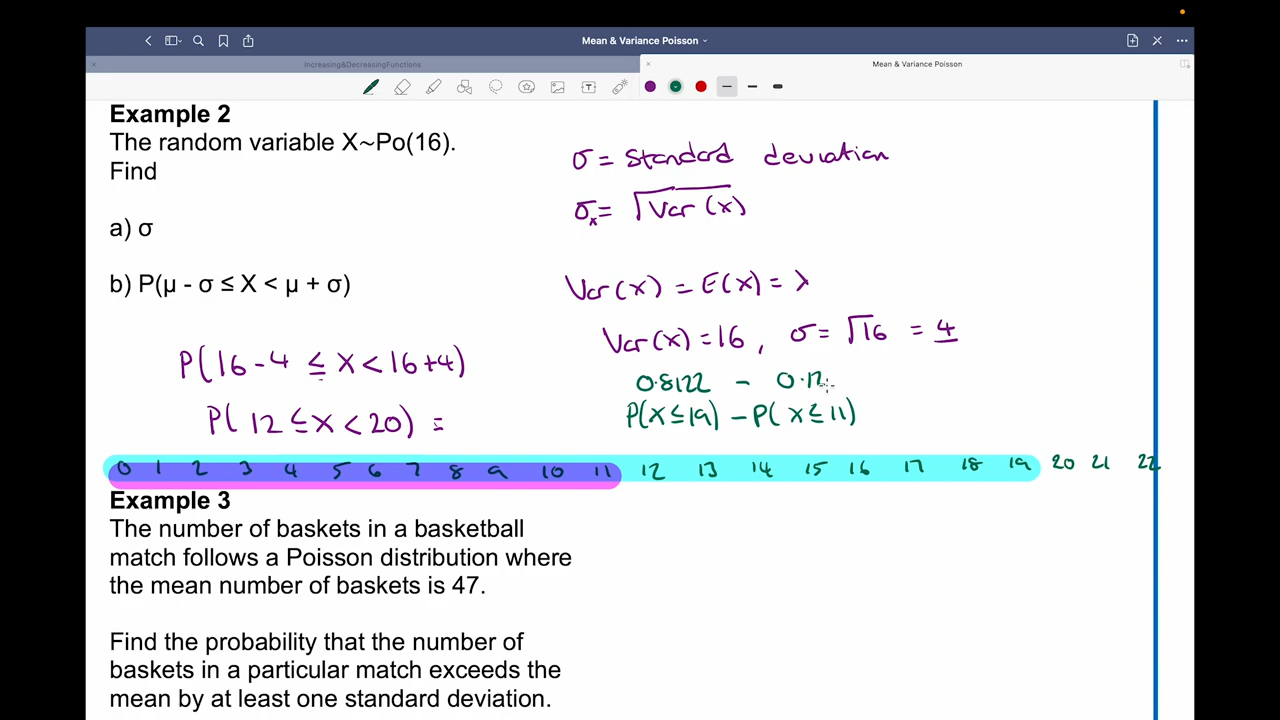 Mean & Variance Poisson
Increasing&DecreasingFunctions
Mean & Variance Poisson
Example 2
The random variable X~Po(16).
Find
a) σ
b) P(μ - σ ≤ X < μ + σ)
σ = standard deviation
σx = √Var(x)
Var(x) = E(x) = λ
Var(x) = 16 , σ = √16 = 4
P(16-4 ≤ X < 16+4)
0.8122 - 0.12
P(X≤19) - P(X≤11)
P(12 ≤ X < 20) =
0 1 2 3 4 5 6 7 8 9 10 11 12 13 14 15 16 17 18 19 20 21 22
Example 3
The number of baskets in a basketball
match follows a Poisson distribution where
the mean number of baskets is 47.
Find the probability that the number of
baskets in a particular match exceeds the
mean by at least one standard deviation.